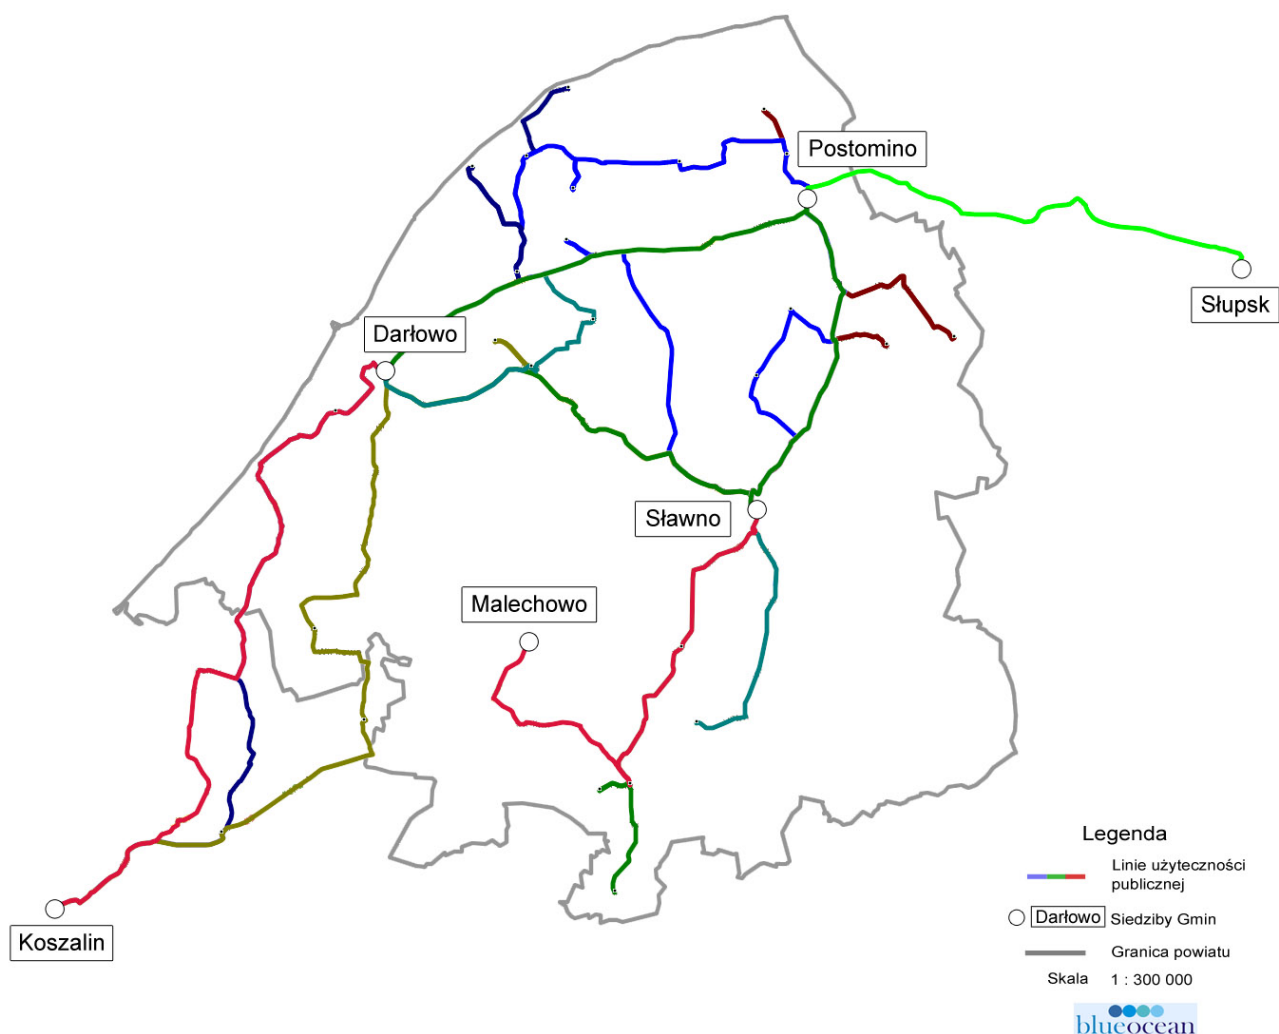 Postomino
Słupsk
Darłowo
Sławno
Malechowo
Koszalin
Legenda
Linie użyteczności
publicznej
Darłowo Siedziby Gmin
Granica powiatu
Skala 1 : 300 000
blueocean